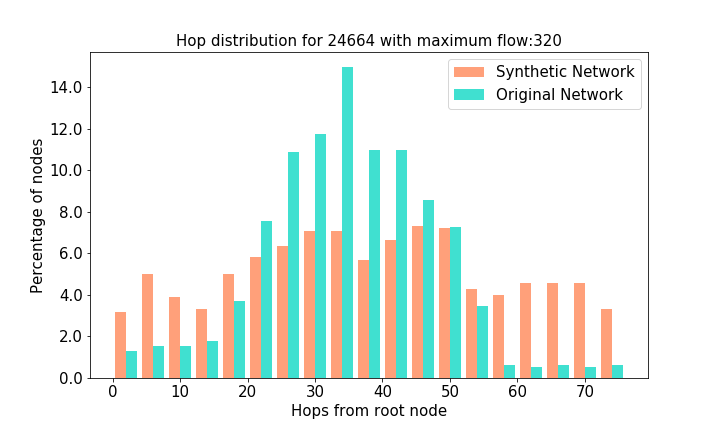 Hop distribution for 24664 with maximum flow:320
Synthetic Network
Original Network
Percentage of nodes
14.0
12.0
10.0
8.0
6.0
4.0
2.0
0.0
0 10 20 30 40 50 60 70
Hops from root node